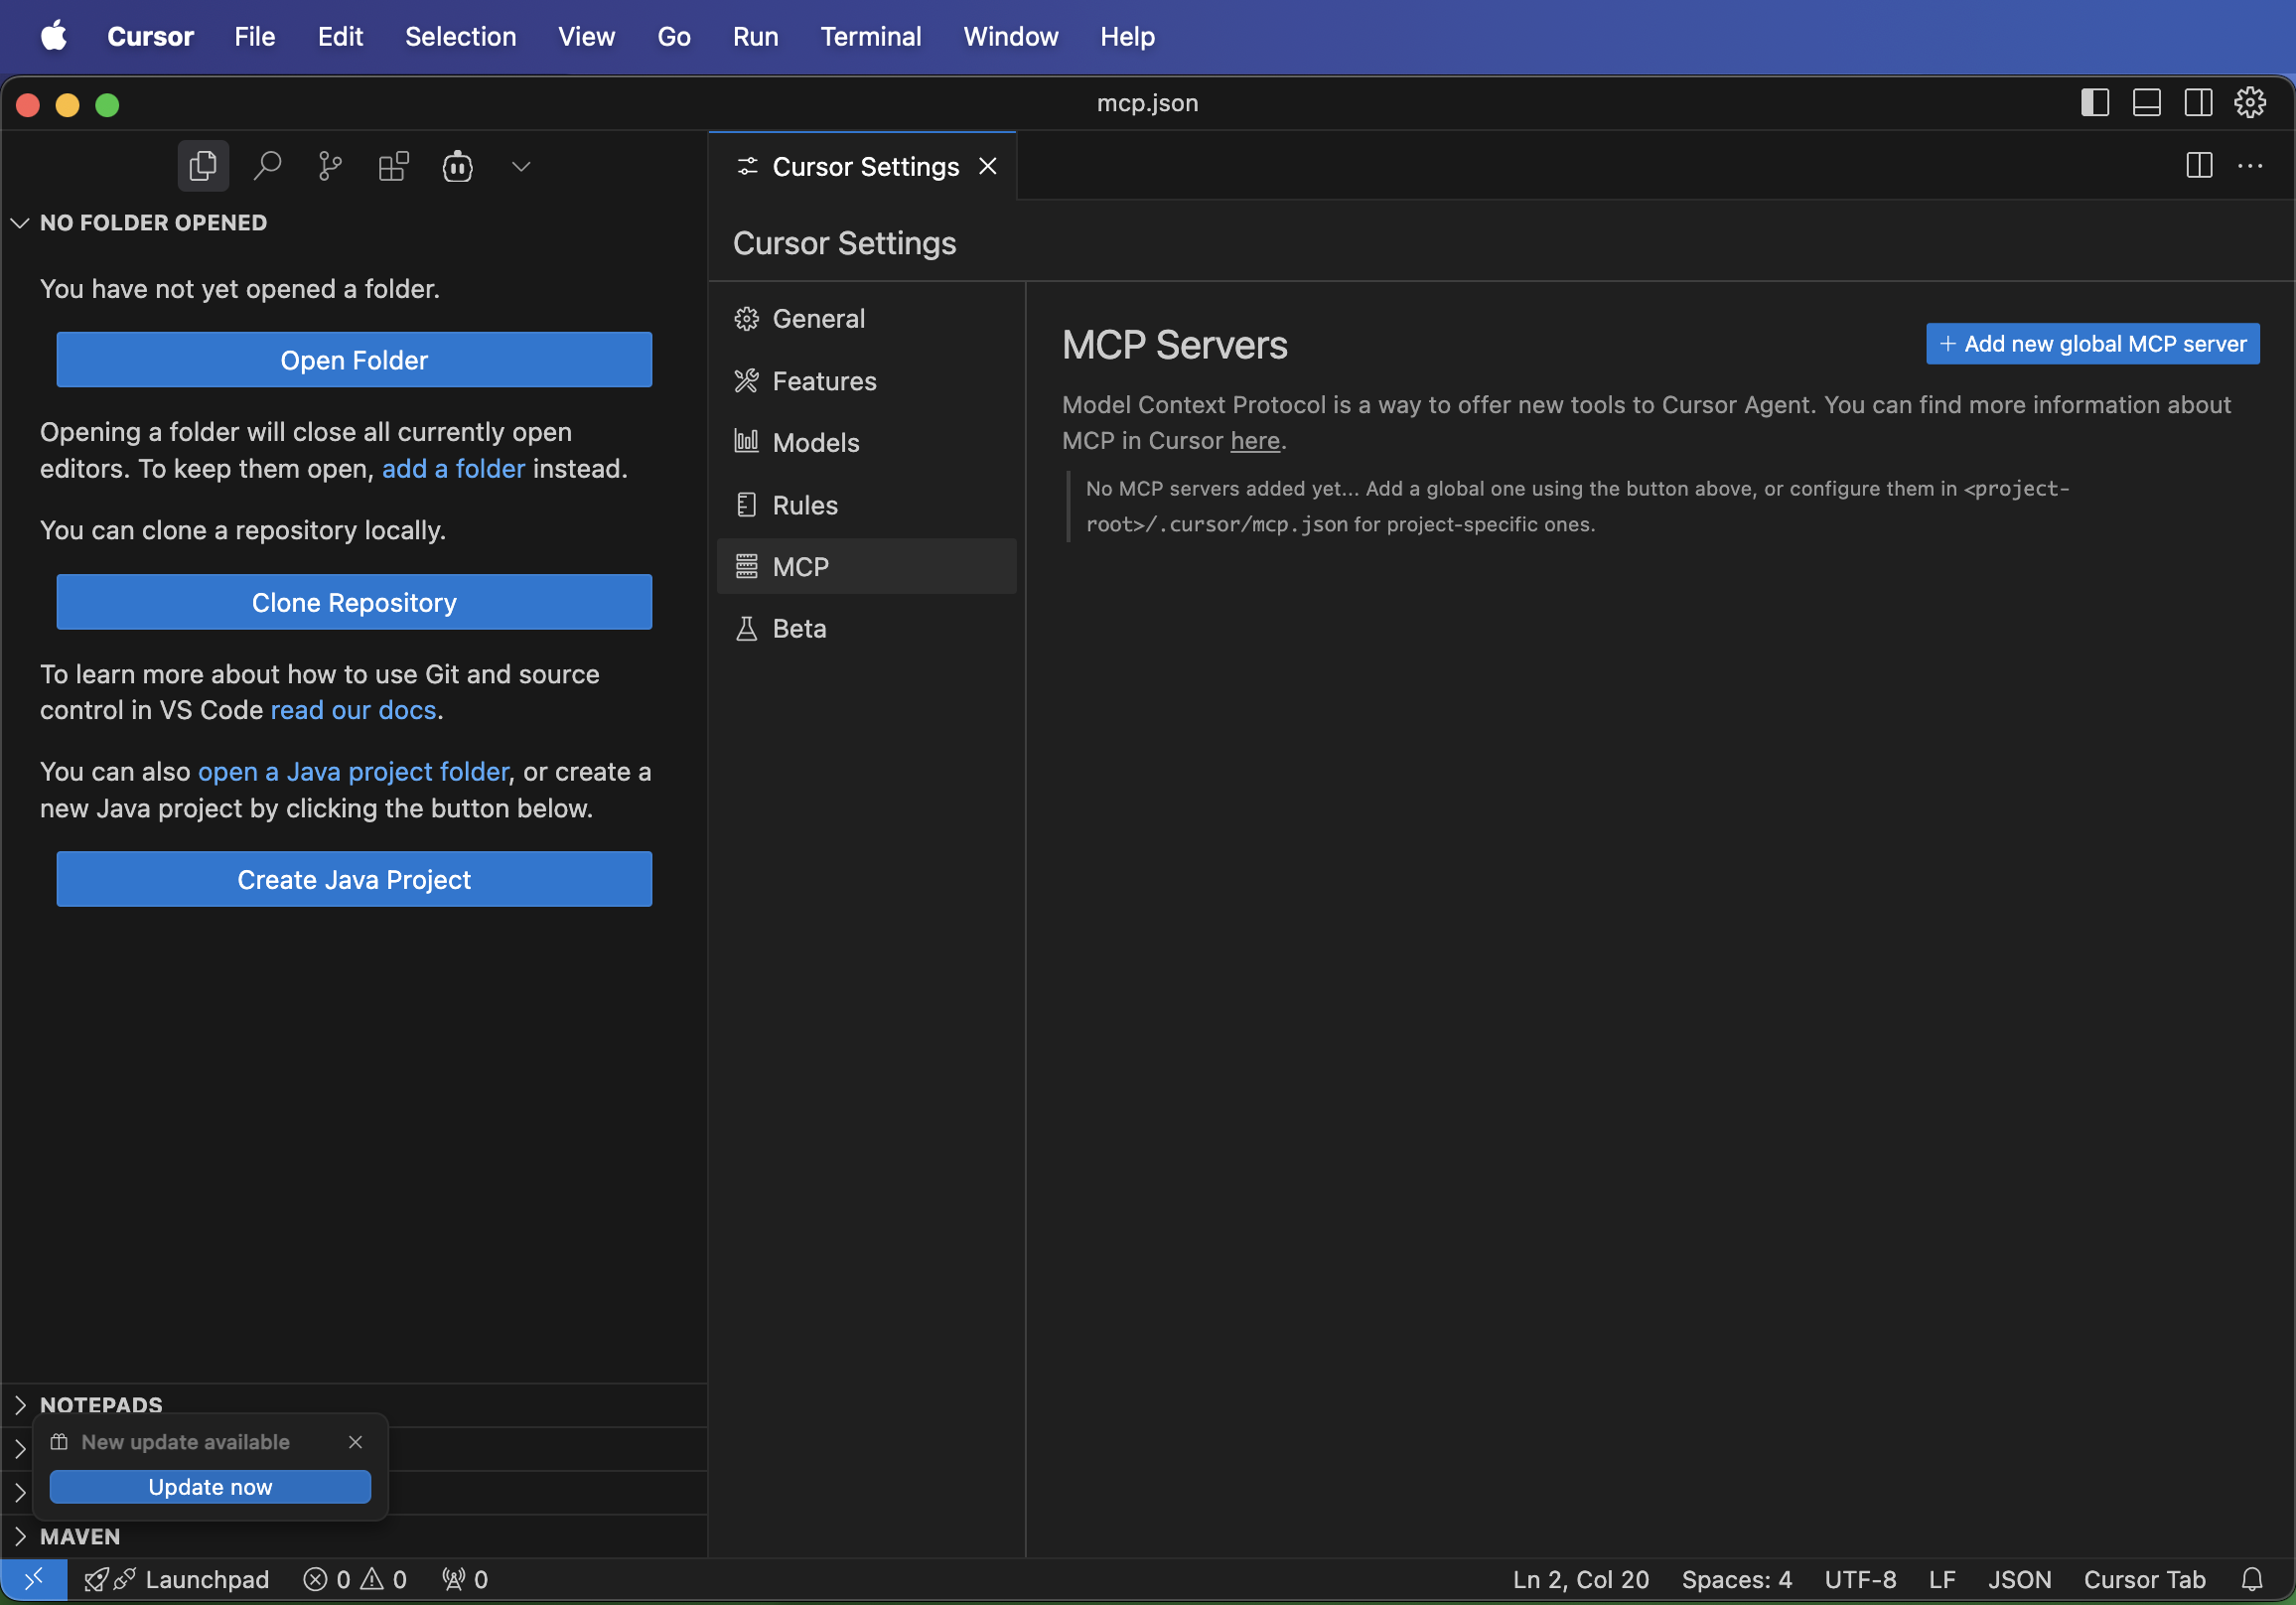 Cursor File Edit Selection View Go Run Terminal Window Help
mcp.json
Cursor Settings
NO FOLDER OPENED
You have not yet opened a folder.
Open Folder
Opening a folder will close all currently open
editors. To keep them open, add a folder instead.
You can clone a repository locally.
Clone Repository
To learn more about how to use Git and source
control in VS Code read our docs.
You can also open a Java project folder, or create a
new Java project by clicking the button below.
Create Java Project
NOTEPADS
New update available
Update now
MAVEN
Cursor Settings
General
Features
Models
Rules
MCP
Beta
MCP Servers
+ Add new global MCP server
Model Context Protocol is a way to offer new tools to Cursor Agent. You can find more information about
MCP in Cursor here.
No MCP servers added yet... Add a global one using the button above, or configure them in <project-
root>/.cursor/mcp.json for project-specific ones.
Launchpad 0 0 0 Ln 2, Col 20 Spaces: 4 UTF-8 LF JSON Cursor Tab